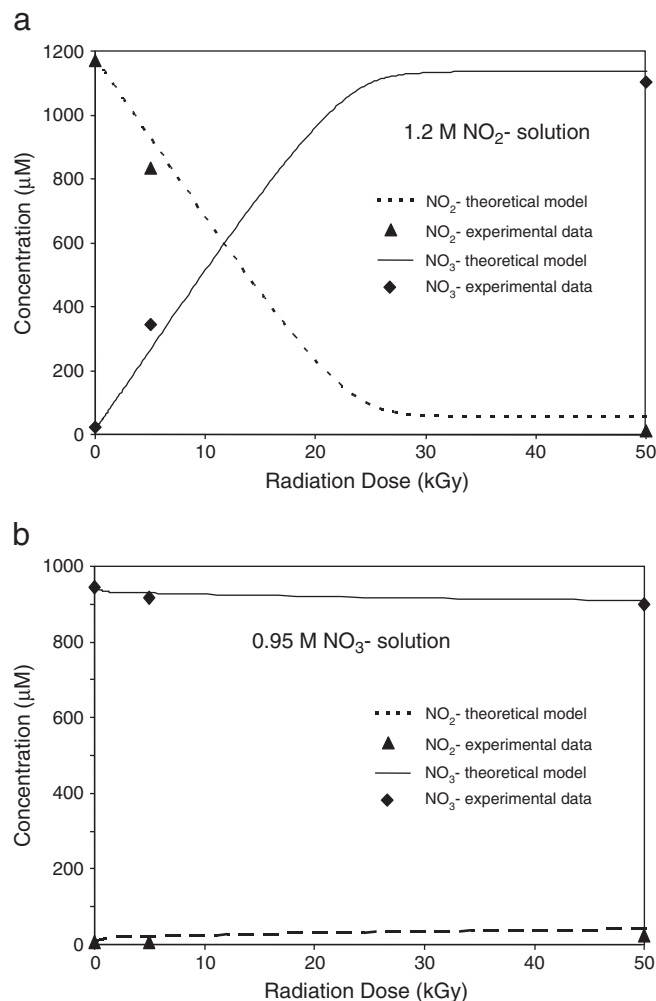 a
1200
1000
800
600
400
200
0
Concentration (μM)
1.2 M NO₂- solution
NO₂- theoretical model
NO₂- experimental data
NO₃- theoretical model
NO₃- experimental data
0 10 20 30 40 50
Radiation Dose (kGy)
b
1000
800
600
400
200
0
Concentration (μM)
0.95 M NO₃- solution
NO₂- theoretical model
NO₂- experimental data
NO₃- theoretical model
NO₃- experimental data
0 10 20 30 40 50
Radiation Dose (kGy)